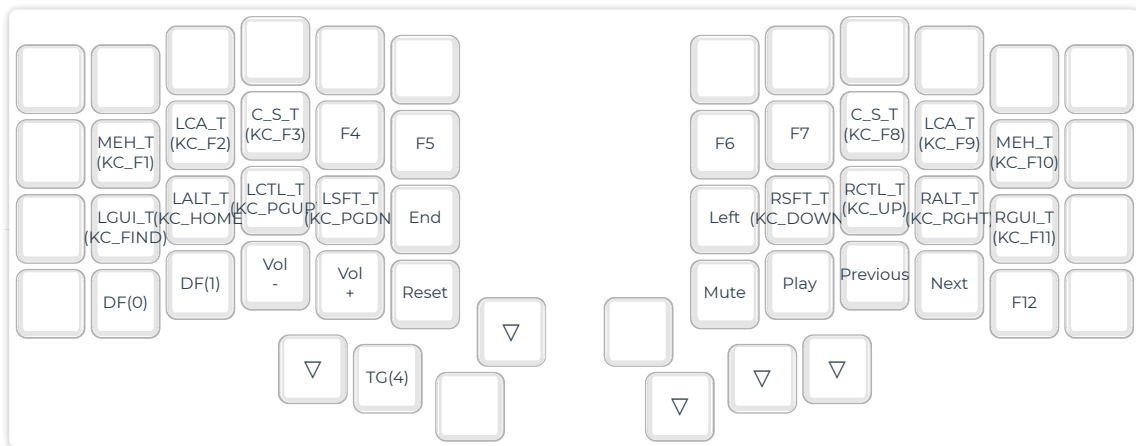 MEH_T
(KC_F1)
LCA_T
(KC_F2)
C_S_T
(KC_F3)
F4
F5
F6
F7
C_S_T
(KC_F8)
LCA_T
(KC_F9)
MEH_T
(KC_F10)
LGUI_T
(KC_FIND)
LALT_T
(KC_HOME
LCTL_T
(KC_PGUP
LSFT_T
(KC_PGDN
End
Left
RSFT_T
(KC_DOWN
RCTL_T
(KC_UP)
RALT_T
(KC_RGHT)
RGUI_T
(KC_F11)
DF(0)
DF(1)
Vol
-
Vol
+
Reset
Mute
Play
Previous
Next
F12
▽
▽
TG(4)
▽
▽
▽